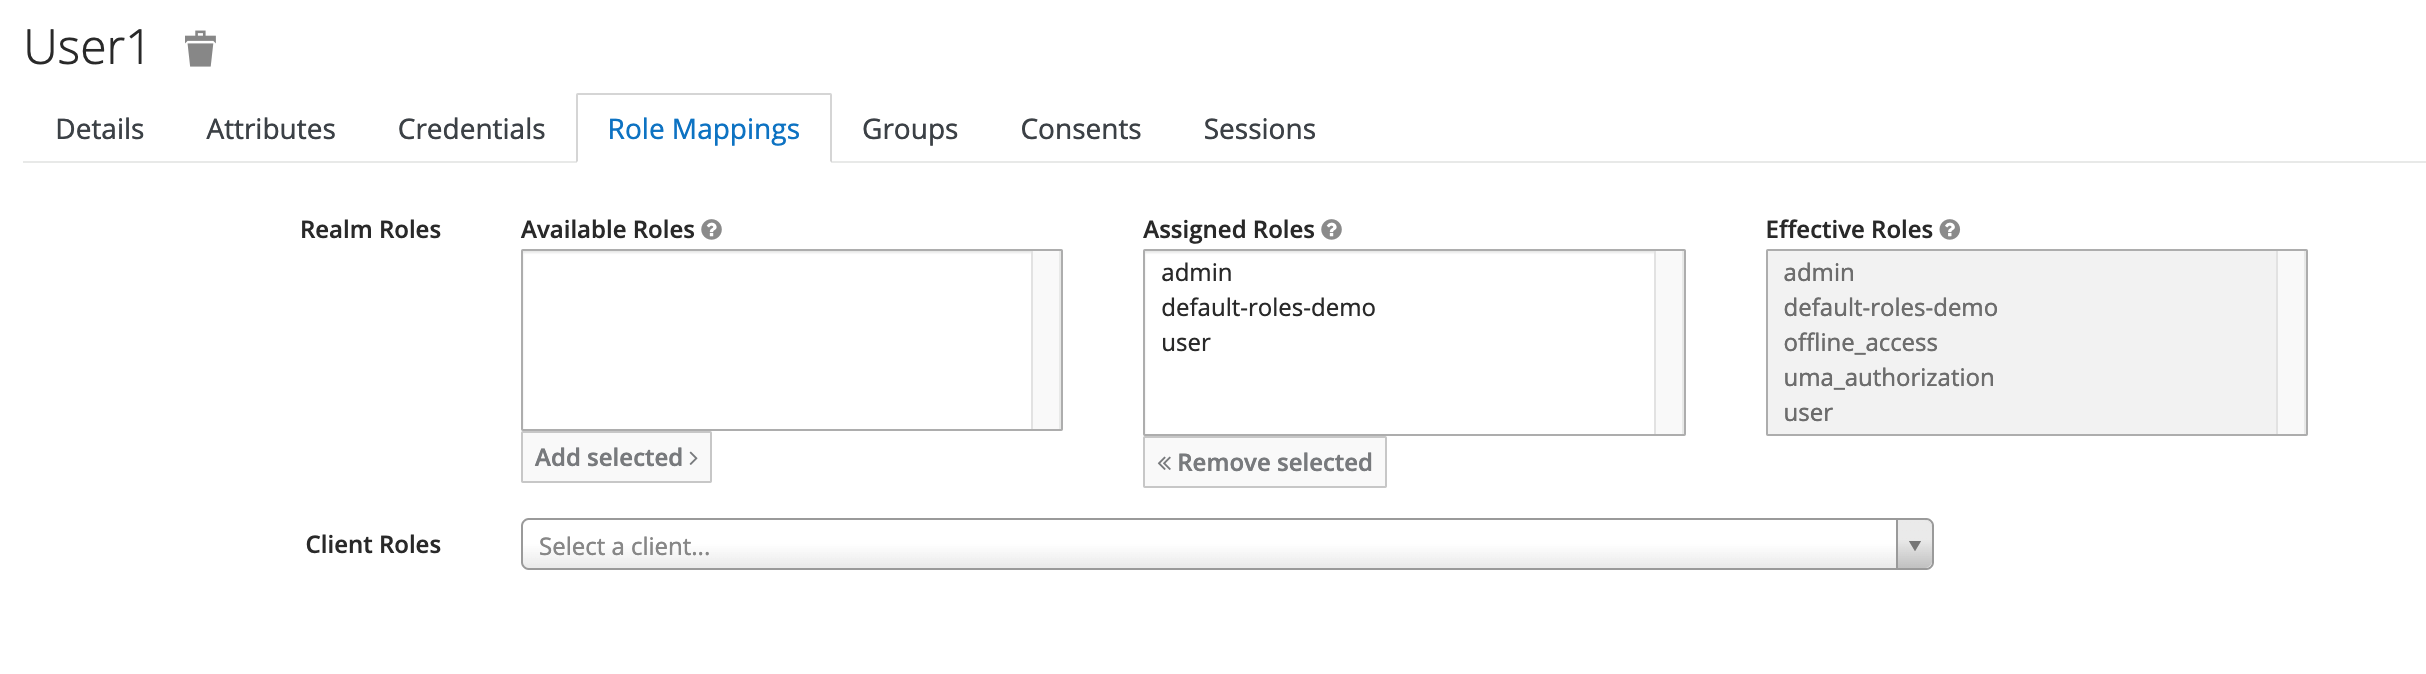 User1
Details Attributes Credentials Role Mappings Groups Consents Sessions
Realm Roles
Available Roles
Add selected
Assigned Roles
admin
default-roles-demo
user
Remove selected
Effective Roles
admin
default-roles-demo
offline_access
uma_authorization
user
Client Roles
Select a client...